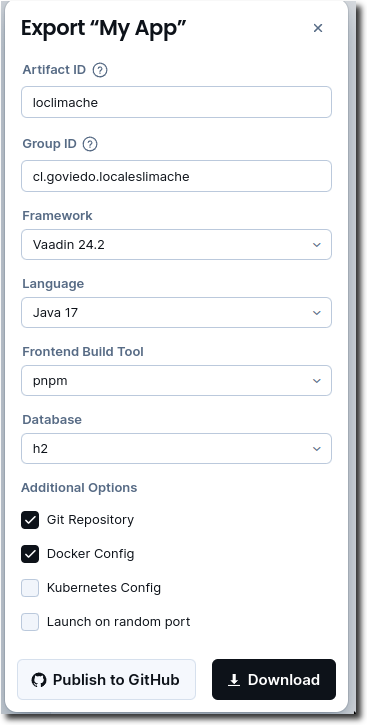 Export “My App”
Artifact ID
loclimache
Group ID
cl.goviedo.localeslimache
Framework
Vaadin 24.2
Language
Java 17
Frontend Build Tool
pnpm
Database
h2
Additional Options
Git Repository
Docker Config
Kubernetes Config
Launch on random port
Publish to GitHub
Download